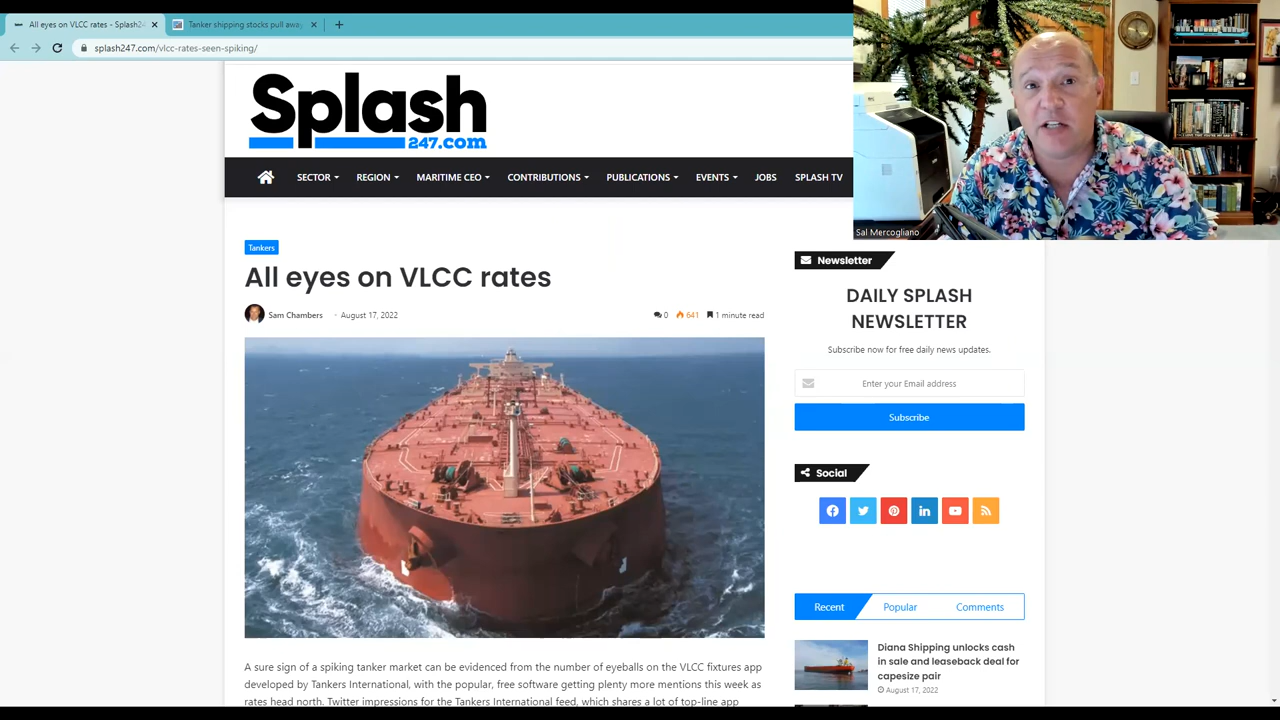 All eyes on VLCC rates - Splash24
Tanker shipping stocks pull away
splash247.com/vlcc-rates-seen-spiking/
Splash
247.com
SECTOR
REGION
MARITIME CEO
CONTRIBUTIONS
PUBLICATIONS
EVENTS
JOBS
SPLASH TV
Sal Mercogliano
Tankers
All eyes on VLCC rates
Sam Chambers - August 17, 2022
0 641 1 minute read
A sure sign of a spiking tanker market can be evidenced from the number of eyeballs on the VLCC fixtures app
developed by Tankers International, with the popular, free software getting plenty more mentions this week as
rates head north. Twitter impressions for the Tankers International feed, which shares a lot of top-line app
Newsletter
DAILY SPLASH
NEWSLETTER
Subscribe now for free daily news updates.
Enter your Email address
Subscribe
Social
Recent
Popular
Comments
Diana Shipping unlocks cash
in sale and leaseback deal for
capesize pair
August 17, 2022